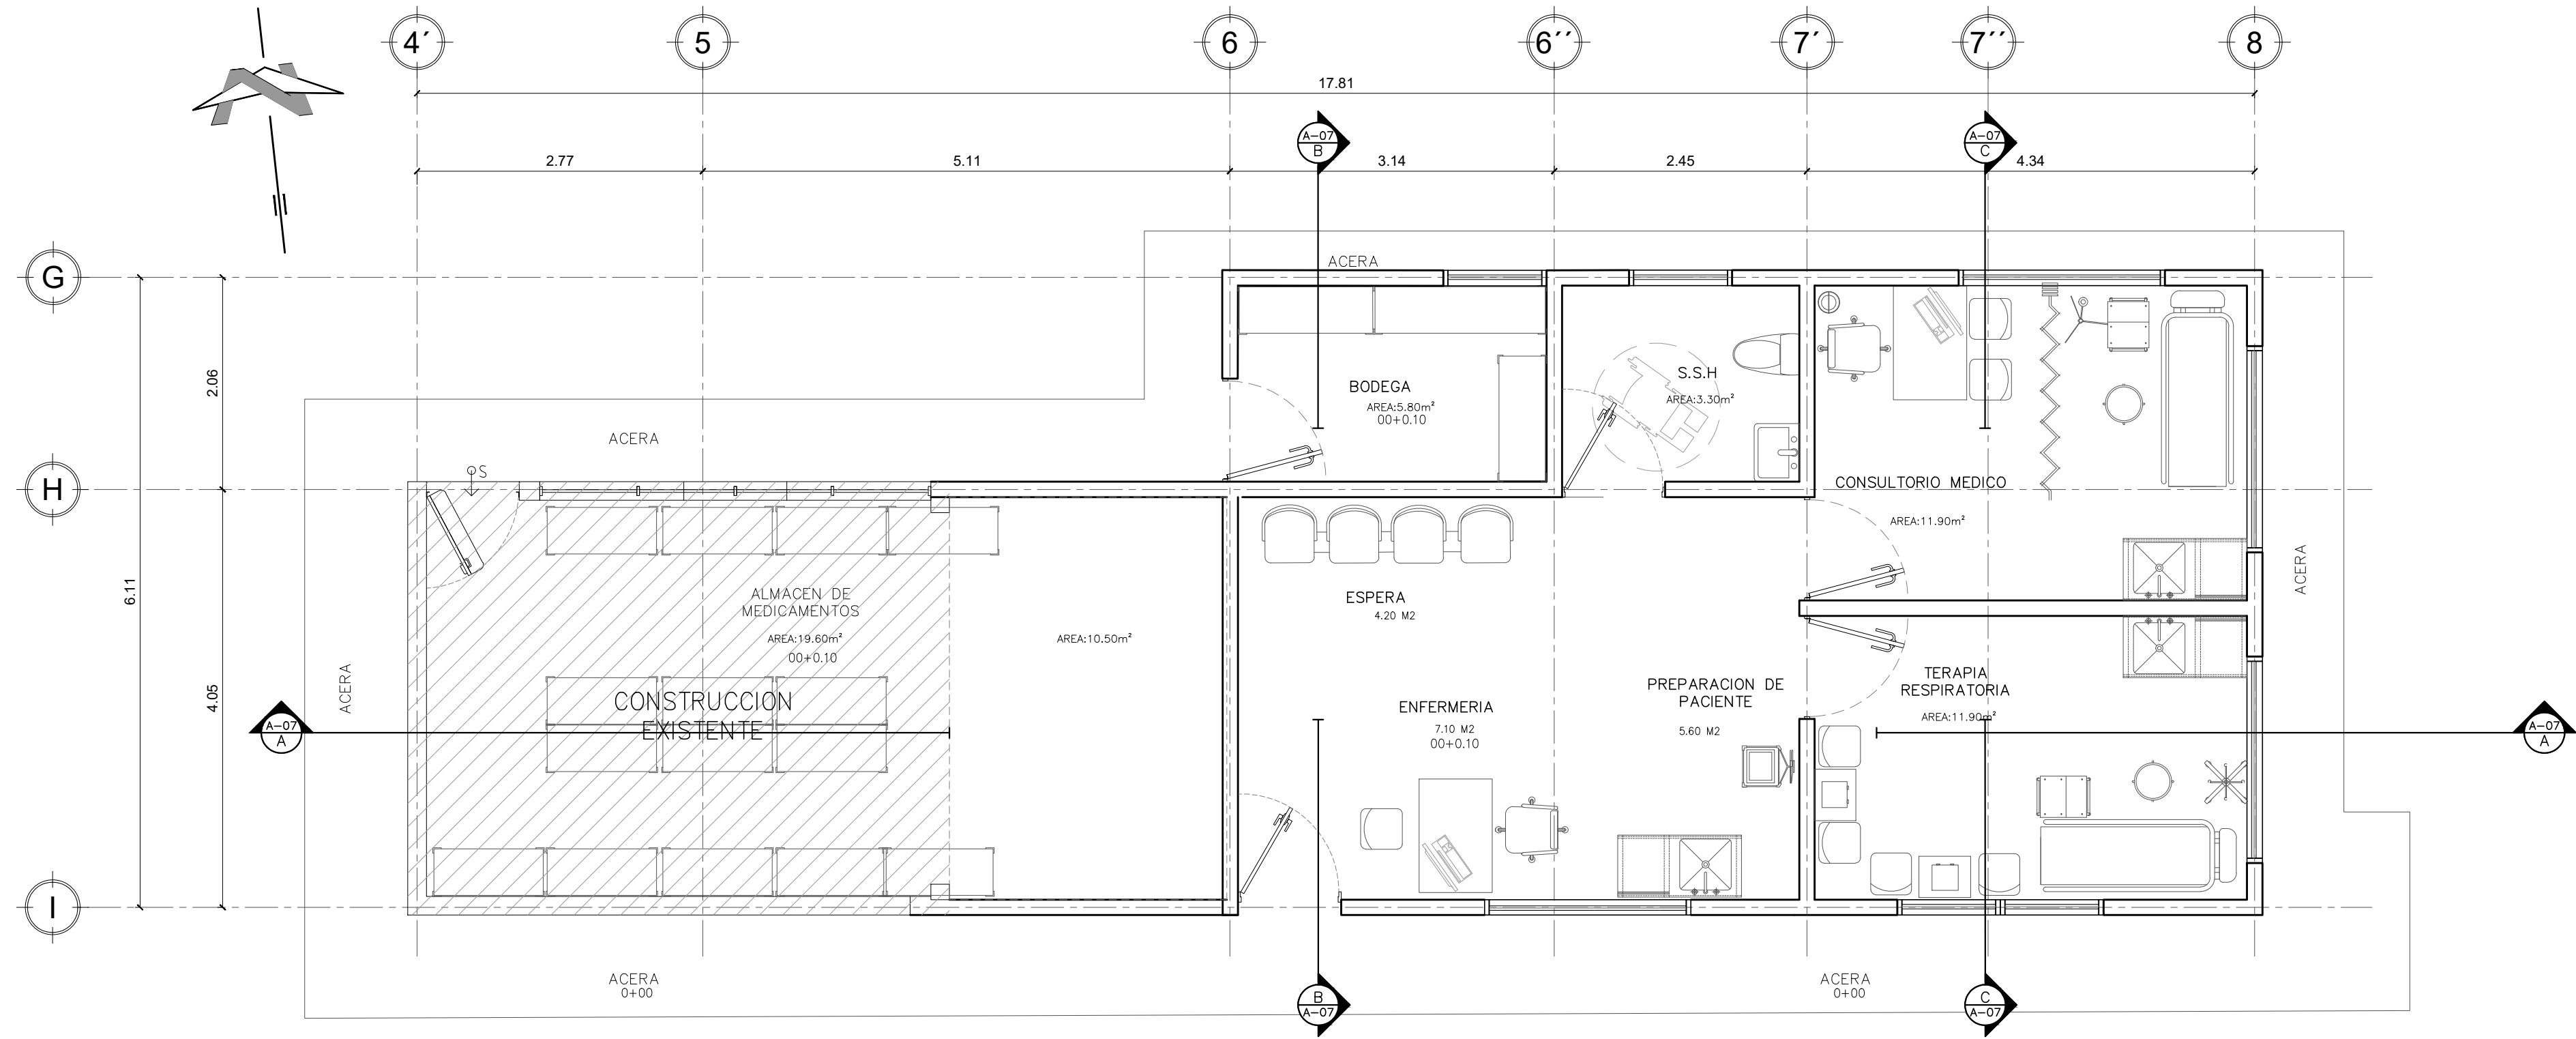 4´ 5 6 6´´ 7´ 7´´ 8
17.81
A-07
B
A-07
C
2.77 5.11 3.14 2.45 4.34
G
ACERA
2.06
BODEGA
AREA:5.80m²
00+0.10
S.S.H
AREA:3.30m²
ACERA
S
H
CONSULTORIO MEDICO
AREA:11.90m²
6.11
ACERA
ALMACEN DE
MEDICAMENTOS
AREA:19.60m²
00+0.10
AREA:10.50m²
ESPERA
4.20 M2
ACERA
4.05
CONSTRUCCION
EXISTENTE
ENFERMERIA
7.10 M2
00+0.10
PREPARACION DE
PACIENTE
5.60 M2
TERAPIA
RESPIRATORIA
AREA:11.90m²
A-07
A
A-07
A
I
ACERA
0+00
ACERA
0+00
B
A-07
C
A-07